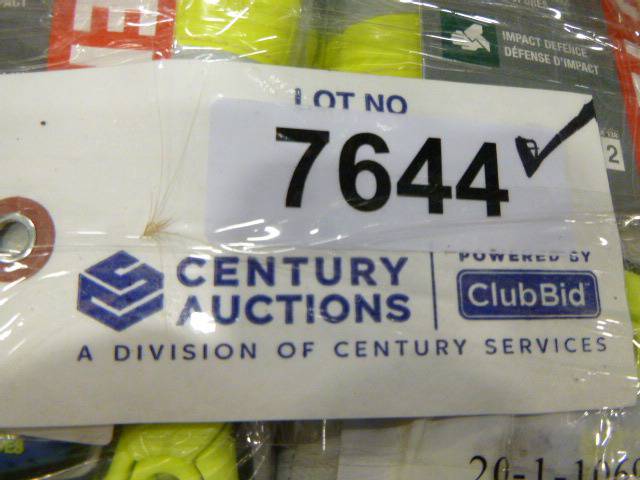 IMPACT DEFENCE
DÉFENSE D'IMPACT
LOT NO
7644
2
CENTURY
AUCTIONS
POWERED BY
ClubBid
A DIVISION OF CENTURY SERVICES